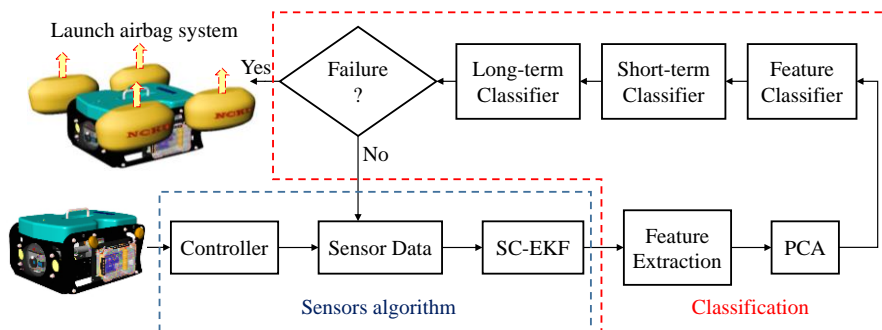 Launch airbag system
Yes
Failure
?
Long-term
Classifier
Short-term
Classifier
Feature
Classifier
NCKU
No
Controller
Sensor Data
SC-EKF
Feature
Extraction
PCA
Sensors algorithm
Classification